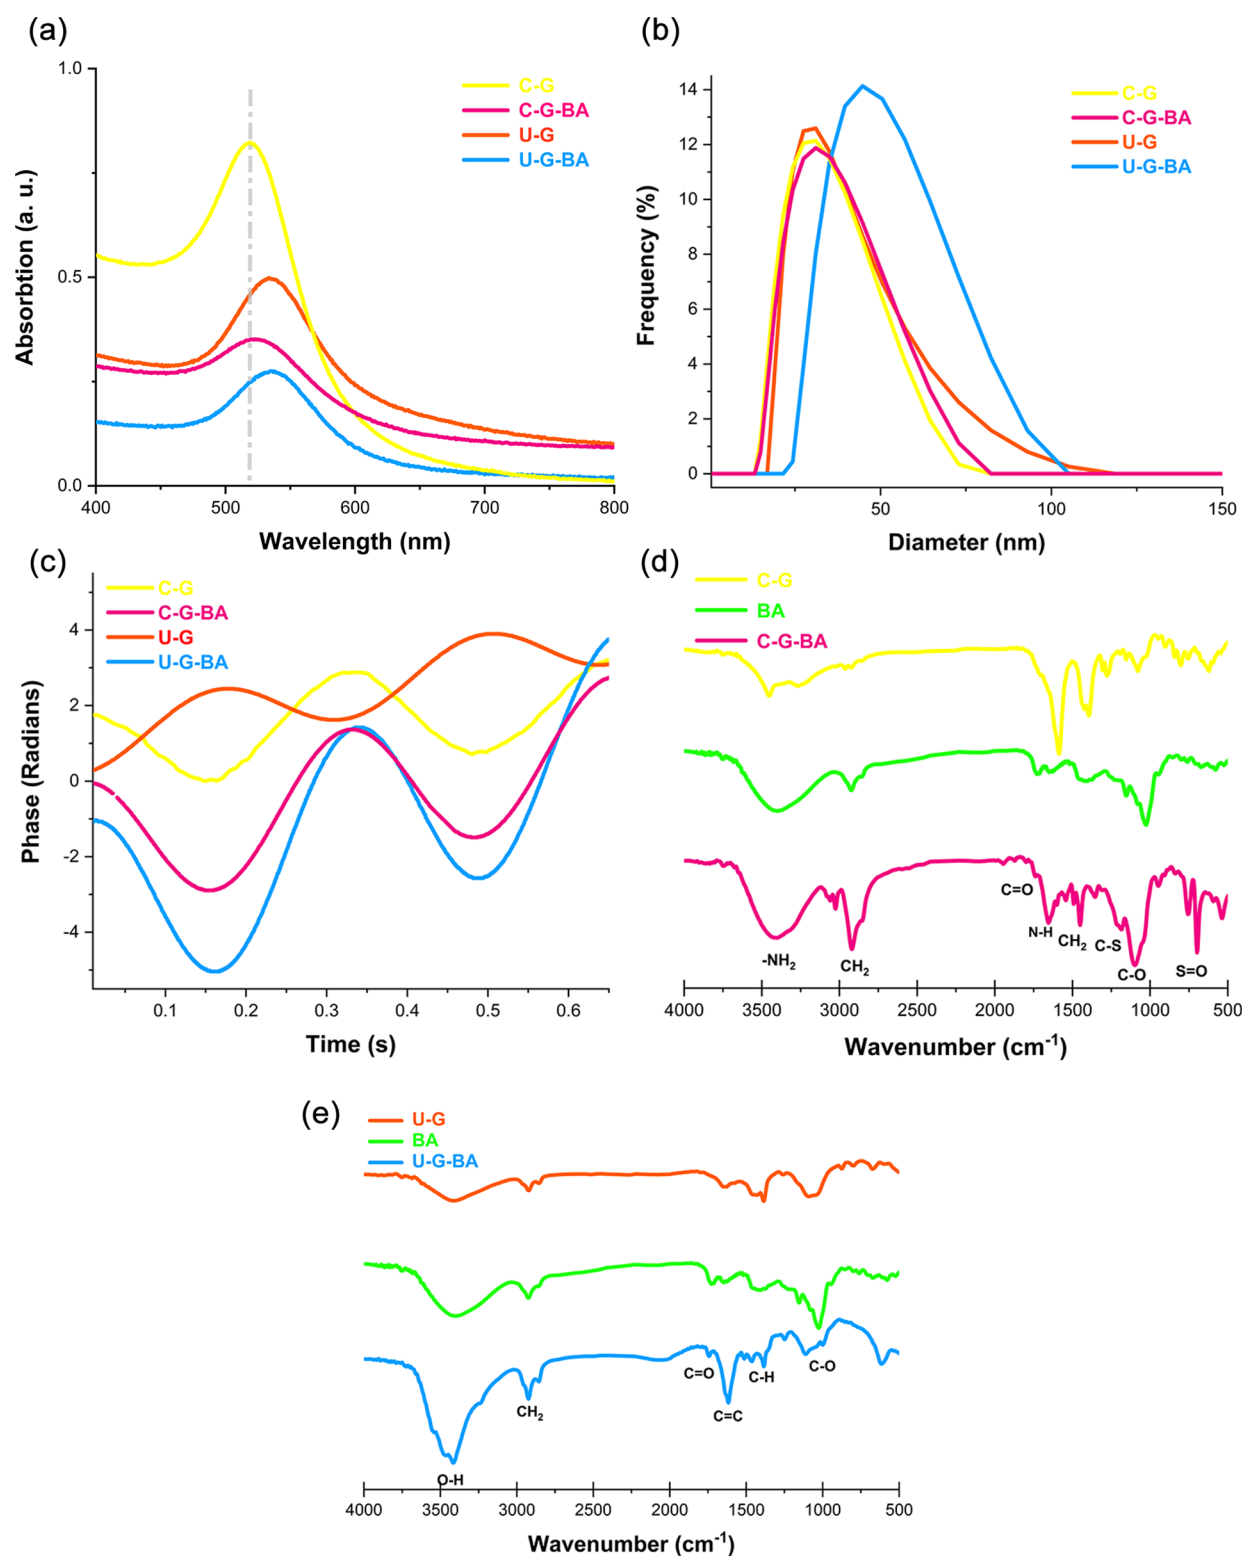 (a)
1.0
0.5
0.0
400
500
600
700
800
Absorbtion (a. u.)
Wavelength (nm)
C-G
C-G-BA
U-G
U-G-BA
(b)
14
12
10
8
6
4
2
0
50
100
150
Frequency (%)
Diameter (nm)
C-G
C-G-BA
U-G
U-G-BA
(c)
C-G
C-G-BA
U-G
U-G-BA
4
2
0
-2
-4
0.1
0.2
0.3
0.4
0.5
0.6
Phase (Radians)
Time (s)
(d)
C-G
BA
C-G-BA
-NH₂
CH₂
C=O
N-H
CH₂
C-S
C-O
S=O
4000
3500
3000
2500
2000
1500
1000
500
Wavenumber (cm⁻¹)
(e)
U-G
BA
U-G-BA
O-H
CH₂
C=O
C=C
C-H
C-O
4000
3500
3000
2500
2000
1500
1000
500
Wavenumber (cm⁻¹)